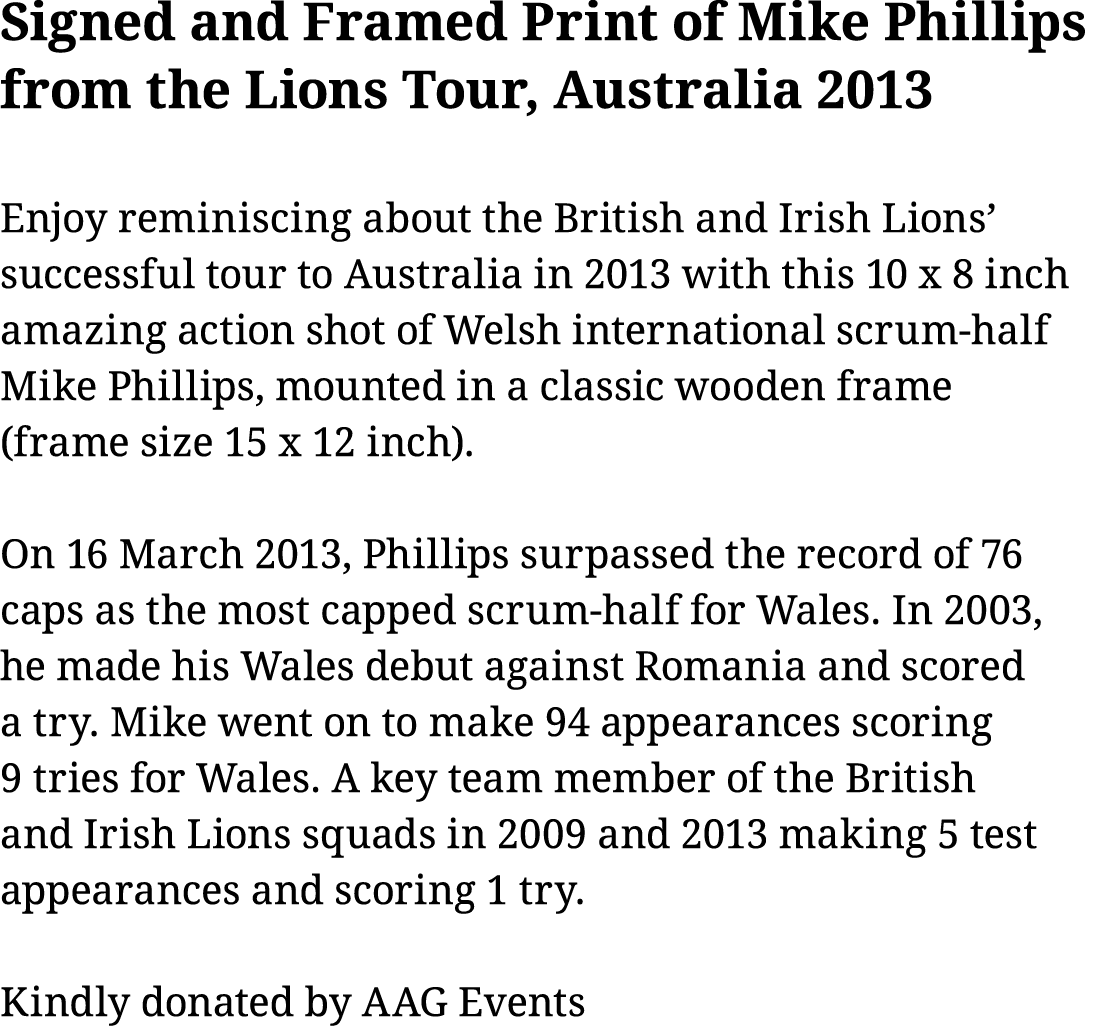 Signed and Framed Print of Mike Phillips
from the Lions Tour, Australia 2013
Enjoy reminiscing about the British and Irish Lions’
successful tour to Australia in 2013 with this 10 x 8 inch
amazing action shot of Welsh international scrum-half
Mike Phillips, mounted in a classic wooden frame
(frame size 15 x 12 inch).
On 16 March 2013, Phillips surpassed the record of 76
caps as the most capped scrum-half for Wales. In 2003,
he made his Wales debut against Romania and scored
a try. Mike went on to make 94 appearances scoring
9 tries for Wales. A key team member of the British
and Irish Lions squads in 2009 and 2013 making 5 test
appearances and scoring 1 try.
Kindly donated by AAG Events